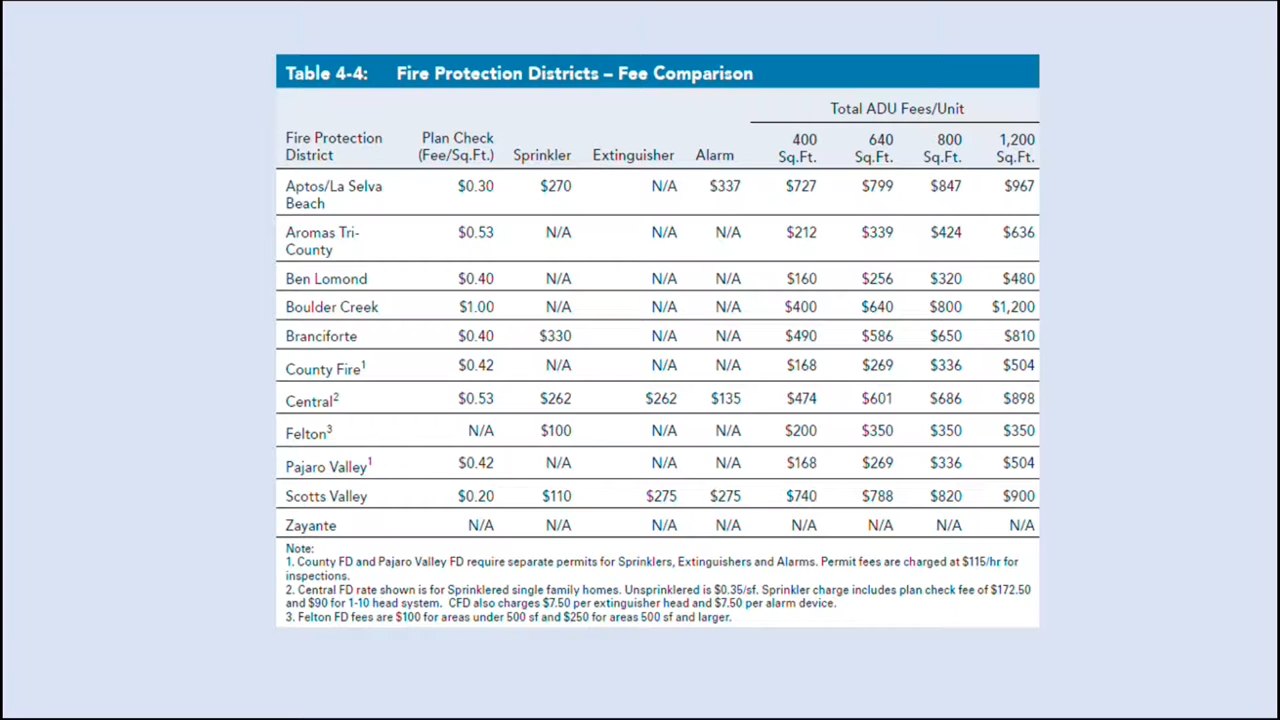 Table 4-4: Fire Protection Districts – Fee Comparison
Total ADU Fees/Unit
Fire Protection District Plan Check (Fee/Sq.Ft.) Sprinkler Extinguisher Alarm 400 Sq.Ft. 640 Sq.Ft. 800 Sq.Ft. 1,200 Sq.Ft.
Aptos/La Selva Beach $0.30 $270 N/A $337 $727 $799 $847 $967
Aromas Tri-County $0.53 N/A N/A N/A $212 $339 $424 $636
Ben Lomond $0.40 N/A N/A N/A $160 $256 $320 $480
Boulder Creek $1.00 N/A N/A N/A $400 $640 $800 $1,200
Branciforte $0.40 $330 N/A N/A $490 $586 $650 $810
County Fire1 $0.42 N/A N/A N/A $168 $269 $336 $504
Central2 $0.53 $262 $262 $135 $474 $601 $686 $898
Felton3 N/A $100 N/A N/A $200 $350 $350 $350
Pajaro Valley1 $0.42 N/A N/A N/A $168 $269 $336 $504
Scotts Valley $0.20 $110 $275 $275 $740 $788 $820 $900
Zayante N/A N/A N/A N/A N/A N/A N/A N/A
Note:
1. County FD and Pajaro Valley FD require separate permits for Sprinklers, Extinguishers and Alarms. Permit fees are charged at $115/hr for
inspections.
2. Central FD rate shown is for Sprinklered single family homes. Unsprinklered is $0.35/sf. Sprinkler charge includes plan check fee of $172.50
and $90 for 1-10 head system. CFD also charges $7.50 per extinguisher head and $7.50 per alarm device.
3. Felton FD fees are $100 for areas under 500 sf and $250 for areas 500 sf and larger.